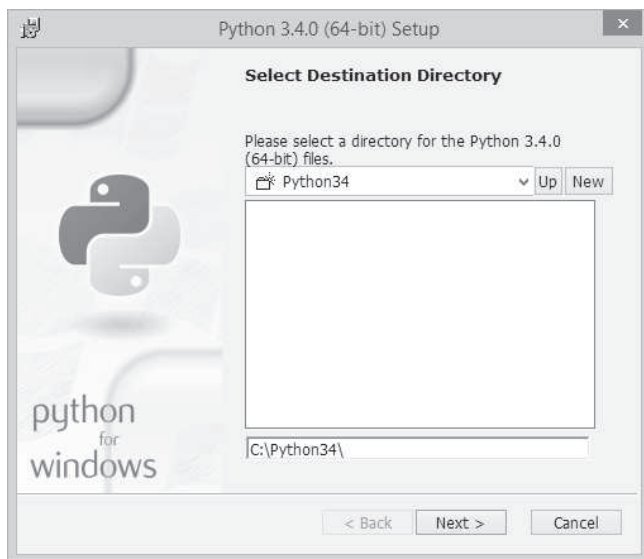 Python 3.4.0 (64-bit) Setup
Select Destination Directory
Please select a directory for the Python 3.4.0
(64-bit) files.
Python34
Up
New
C:\Python34\
python
for
windows
< Back
Next >
Cancel